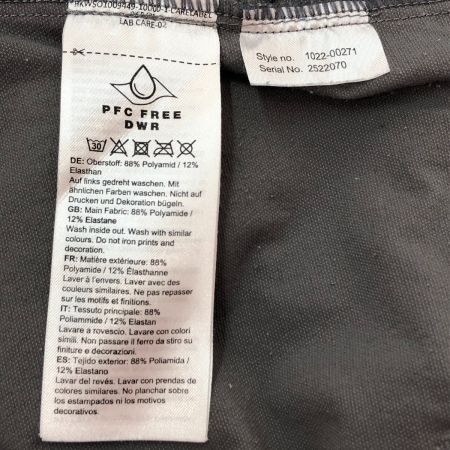 LAB CARE-02
PFC FREE
DWR
30
DE: Oberstoff: 88% Polyamid / 12%
Elasthan
Auf links gedreht waschen. Mit
ähnlichen Farben waschen. Nicht auf
Drucken und Dekoration bügeln.
GB: Main Fabric: 88% Polyamide /
12% Elastane
Wash inside out. Wash with similar
colours. Do not iron prints and
decoration.
FR: Matière extérieure: 88%
Polyamide / 12% Élasthanne
Laver à l'envers. Laver avec des
couleurs similaires. Ne pas repasser
sur les motifs et finitions.
IT: Tessuto principale: 88%
Poliammide / 12% Elastan
Lavare a rovescio. Lavare con colori
simili. Non passare il ferro da stiro su
finiture e decorazioni.
ES: Tejido exterior: 88% Poliamida /
12% Elastano
Lavar del revés. Lavar con prendas de
colores similares. No planchar sobre
los estampados ni los motivos
decorativos.
Style no. 1022-00271
Serial No. 2522070